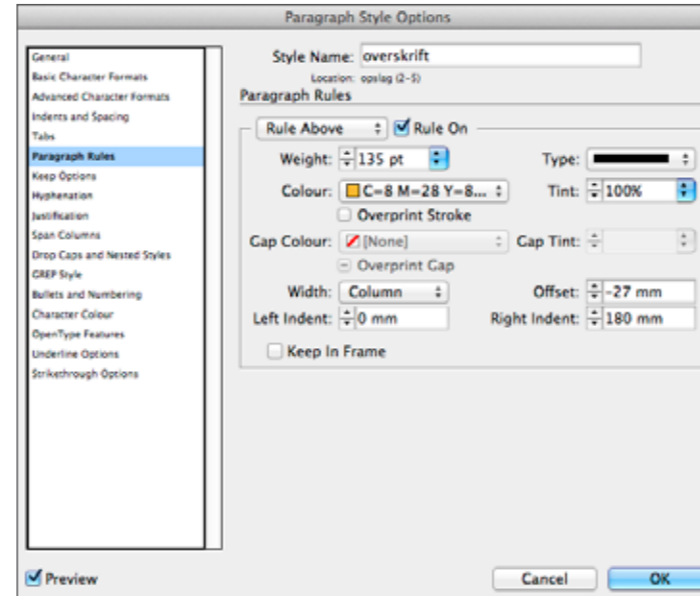 Paragraph Style Options
General
Basic Character Formats
Advanced Character Formats
Indents and Spacing
Tabs
Paragraph Rules
Keep Options
Hyphenation
Justification
Span Columns
Drop Caps and Nested Styles
GREP Style
Bullets and Numbering
Character Colour
OpenType Features
Underline Options
Strikethrough Options
Style Name: overskrift
Location: opslag (2-5)
Paragraph Rules
Rule Above Rule On
Weight: 135 pt Type:
Colour: C=8 M=28 Y=8... Tint: 100%
Overprint Stroke
Gap Colour: [None] Gap Tint:
Overprint Gap
Width: Column Offset: -27 mm
Left Indent: 0 mm Right Indent: 180 mm
Keep In Frame
Preview Cancel OK